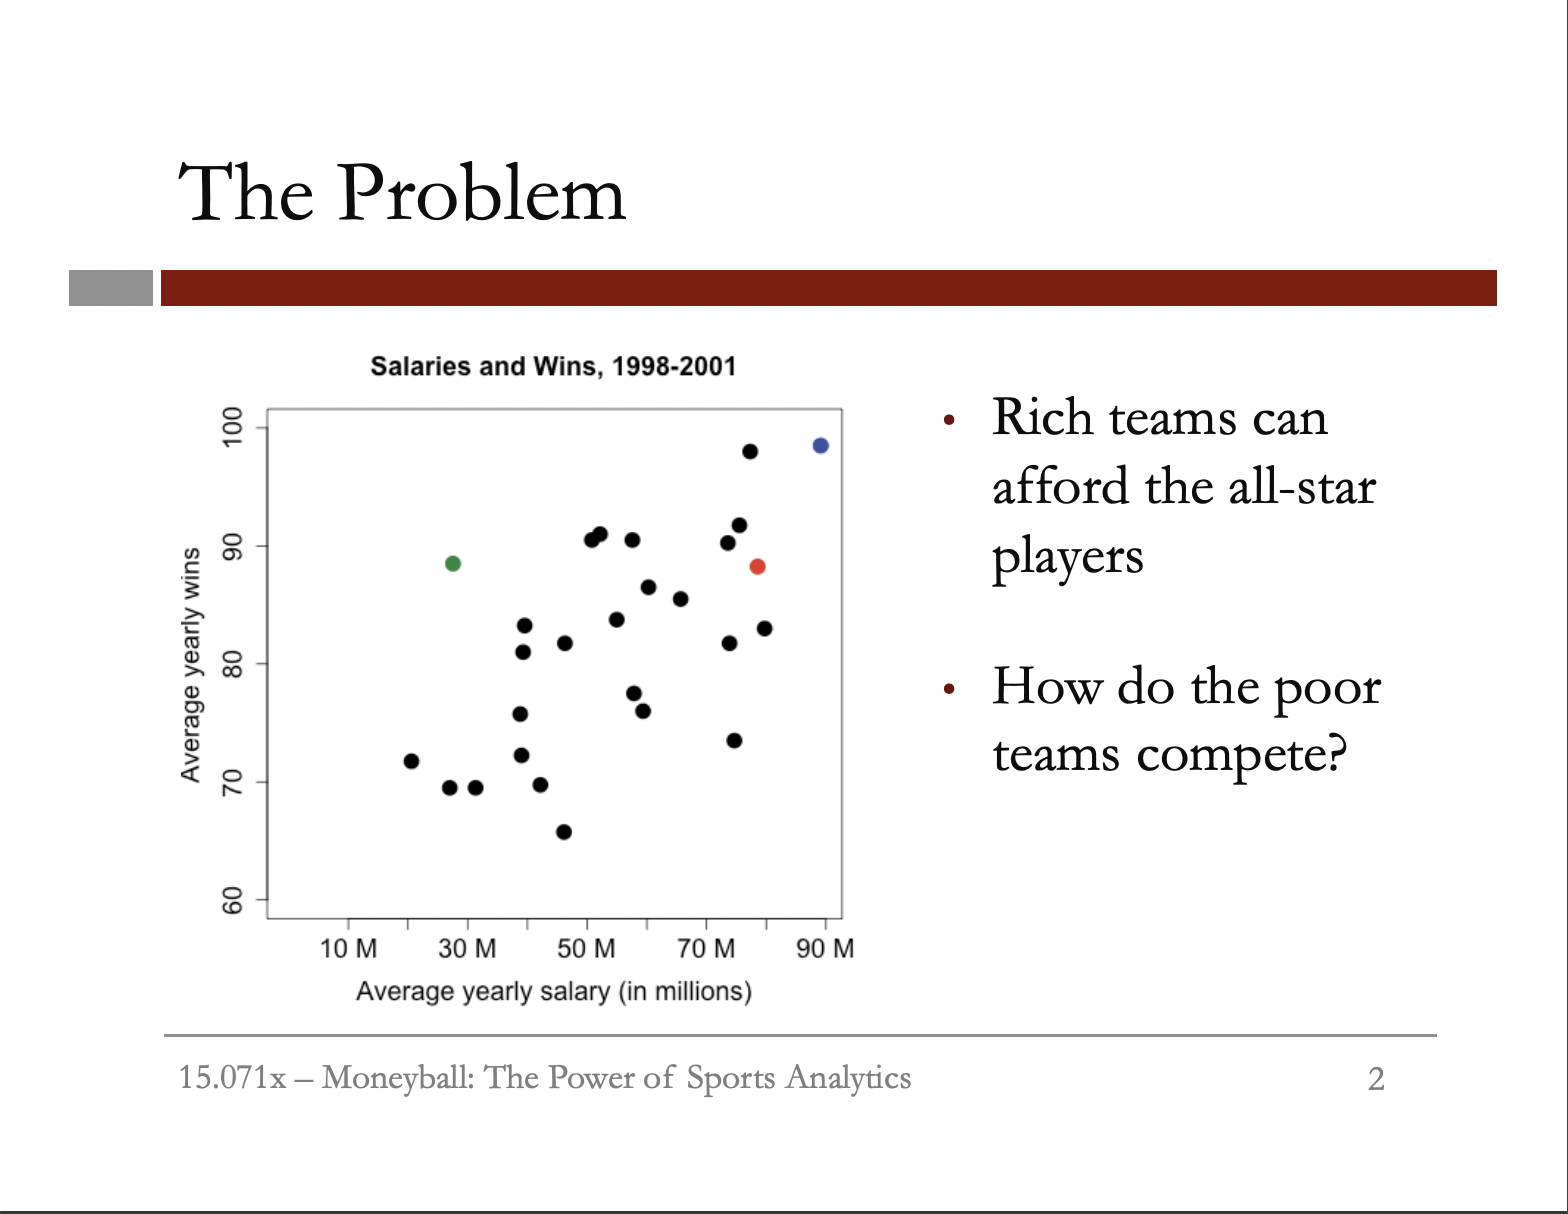 The Problem
Salaries and Wins, 1998-2001
100
90
80
70
60
Average yearly wins
10 M 30 M 50 M 70 M 90 M
Average yearly salary (in millions)
• Rich teams can
afford the all-star
players
• How do the poor
teams compete?
15.071x – Moneyball: The Power of Sports Analytics
2